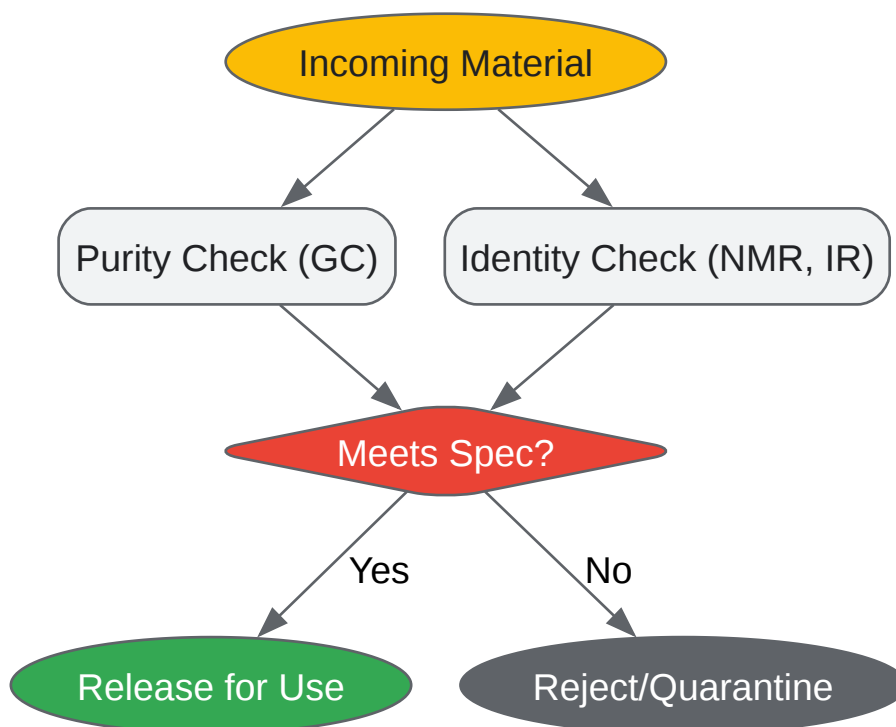 Incoming Material
Purity Check (GC)
Identity Check (NMR, IR)
Meets Spec?
Yes
No
Release for Use
Reject/Quarantine